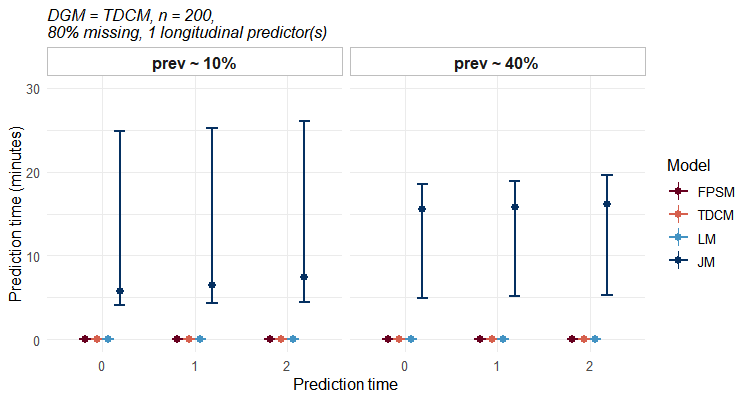 DGM = TDCM, n = 200,
80% missing, 1 longitudinal predictor(s)
prev ~ 10%
prev ~ 40%
Prediction time (minutes)
30
20
10
0
0
1
2
0
1
2
Prediction time
Model
FPSM
TDCM
LM
JM